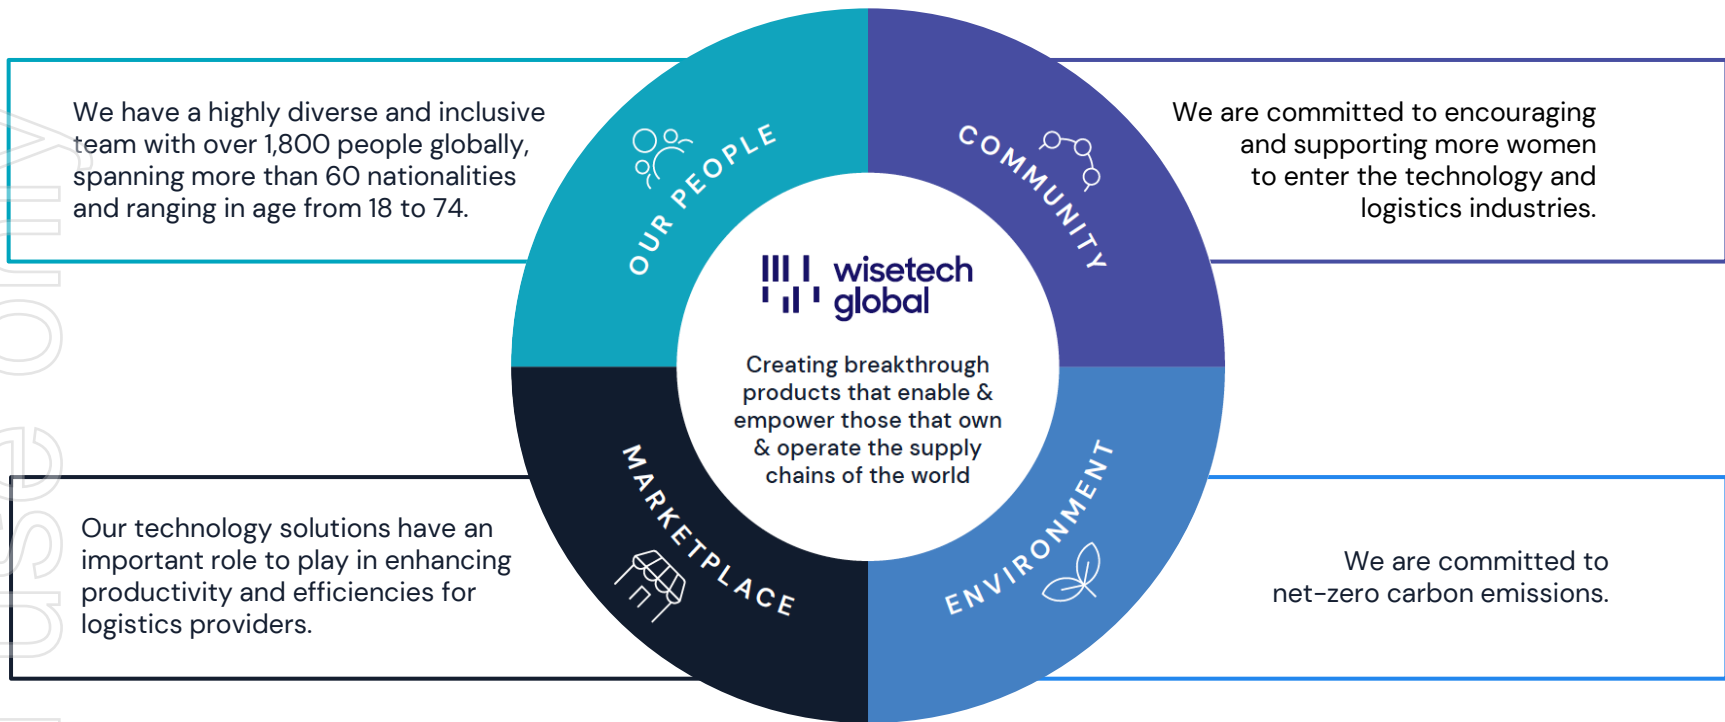 We have a highly diverse and inclusive
team with over 1,800 people globally,
spanning more than 60 nationalities
and ranging in age from 18 to 74.
OUR PEOPLE
COMMUNITY
We are committed to encouraging
and supporting more women
to enter the technology and
logistics industries.
wisetech
global
Creating breakthrough
products that enable &
empower those that own
& operate the supply
chains of the world
MARKETPLACE
Our technology solutions have an
important role to play in enhancing
productivity and efficiencies for
logistics providers.
ENVIRONMENT
We are committed to
net-zero carbon emissions.
use only